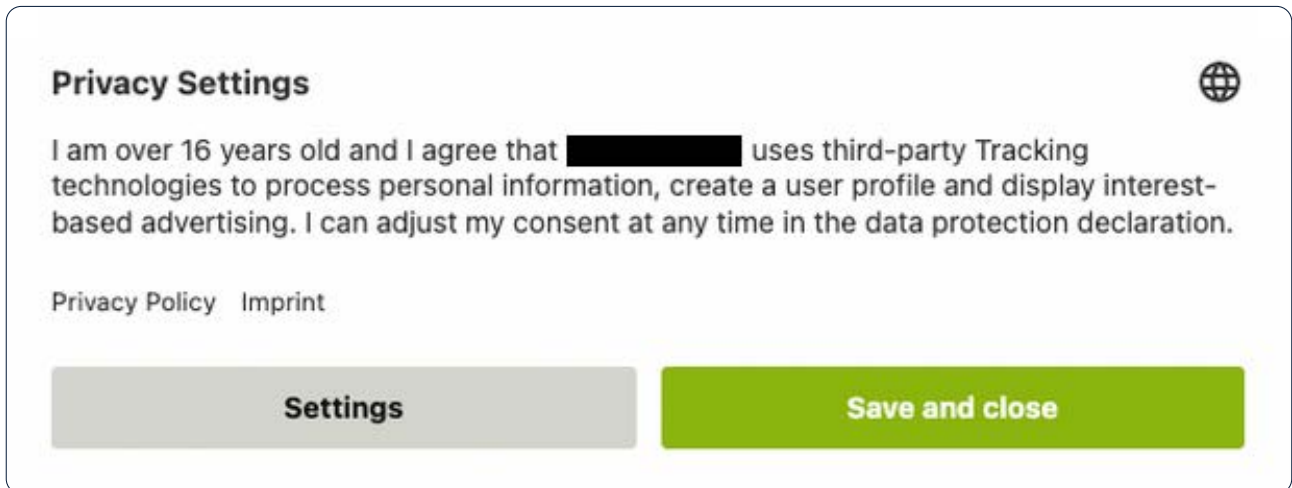 Privacy Settings
I am over 16 years old and I agree that uses third-party Tracking
technologies to process personal information, create a user profile and display interest-
based advertising. I can adjust my consent at any time in the data protection declaration.
Privacy Policy Imprint
Settings Save and close